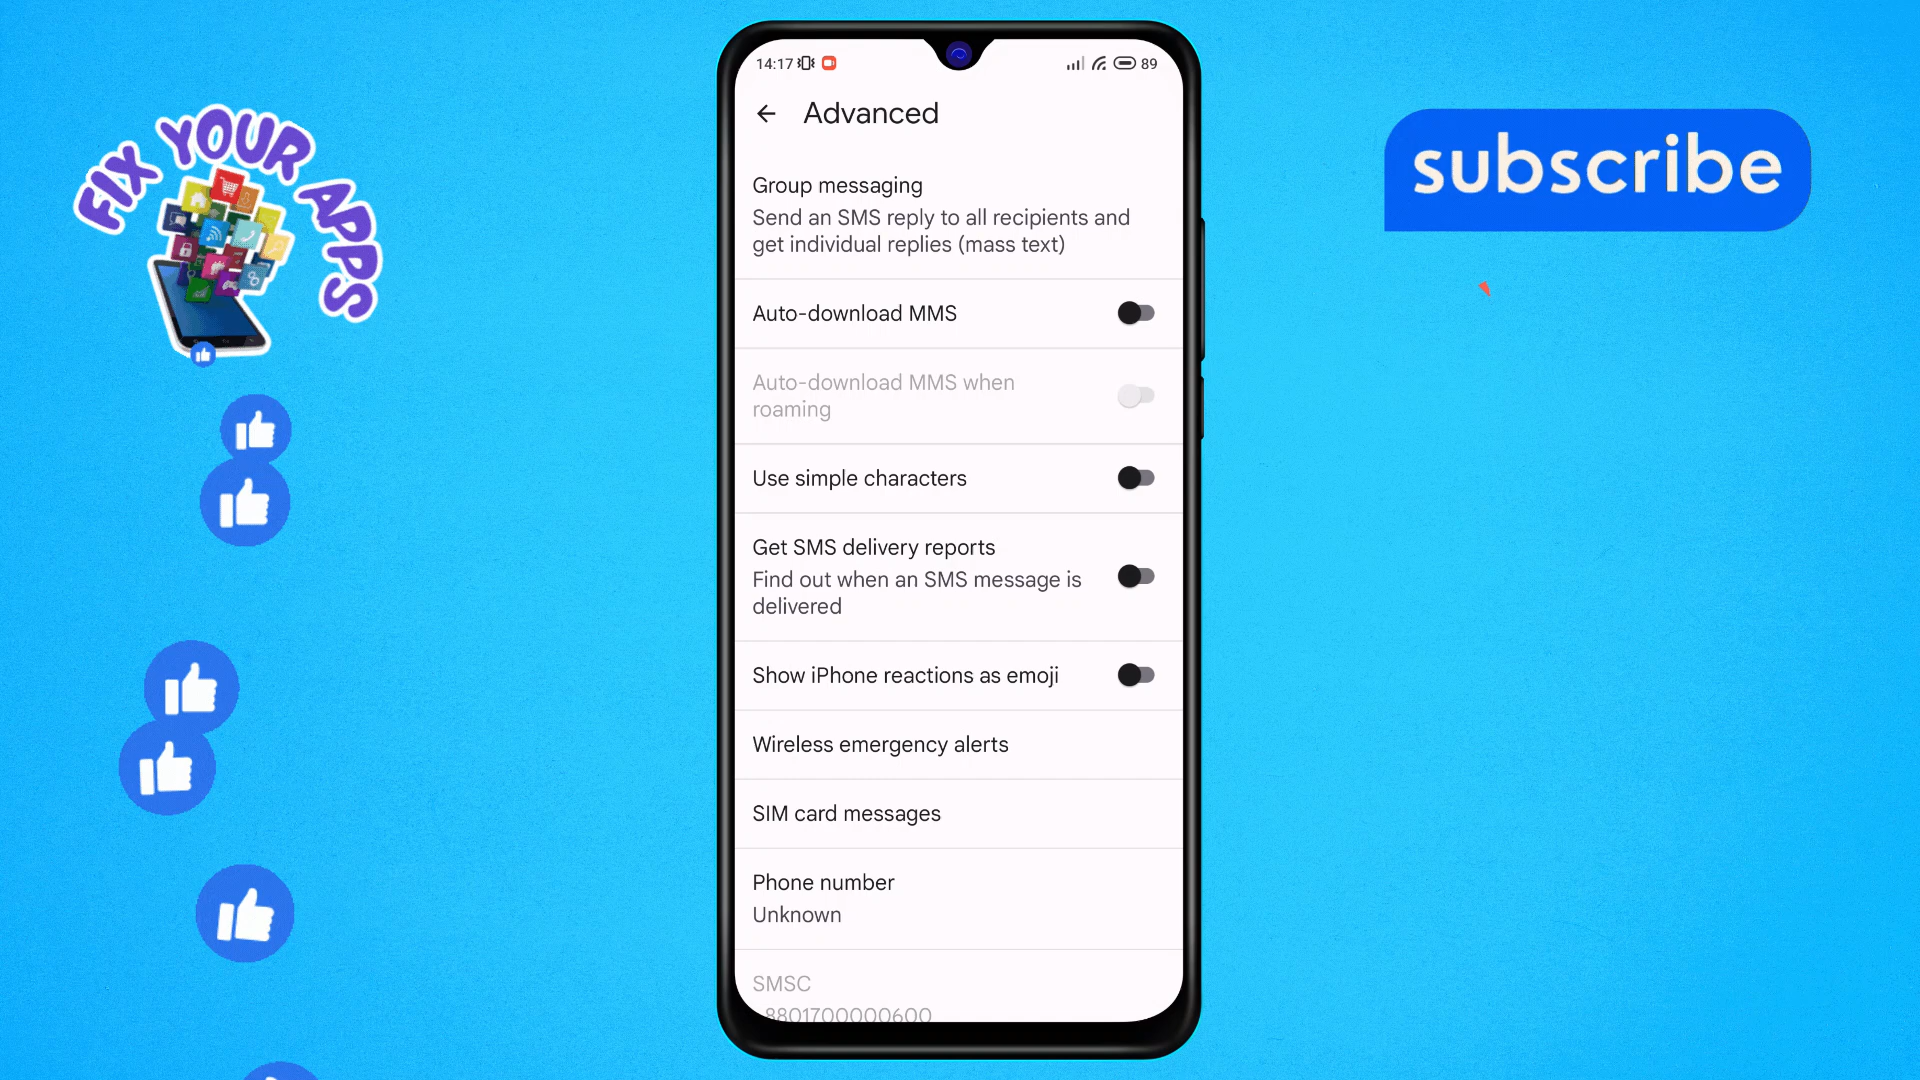 FIX YOUR APPS
14:17
89
Advanced
subscribe
Group messaging
Send an SMS reply to all recipients and
get individual replies (mass text)
Auto-download MMS
Auto-download MMS when
roaming
Use simple characters
Get SMS delivery reports
Find out when an SMS message is
delivered
Show iPhone reactions as emoji
Wireless emergency alerts
SIM card messages
Phone number
Unknown
SMSC
8801700000600